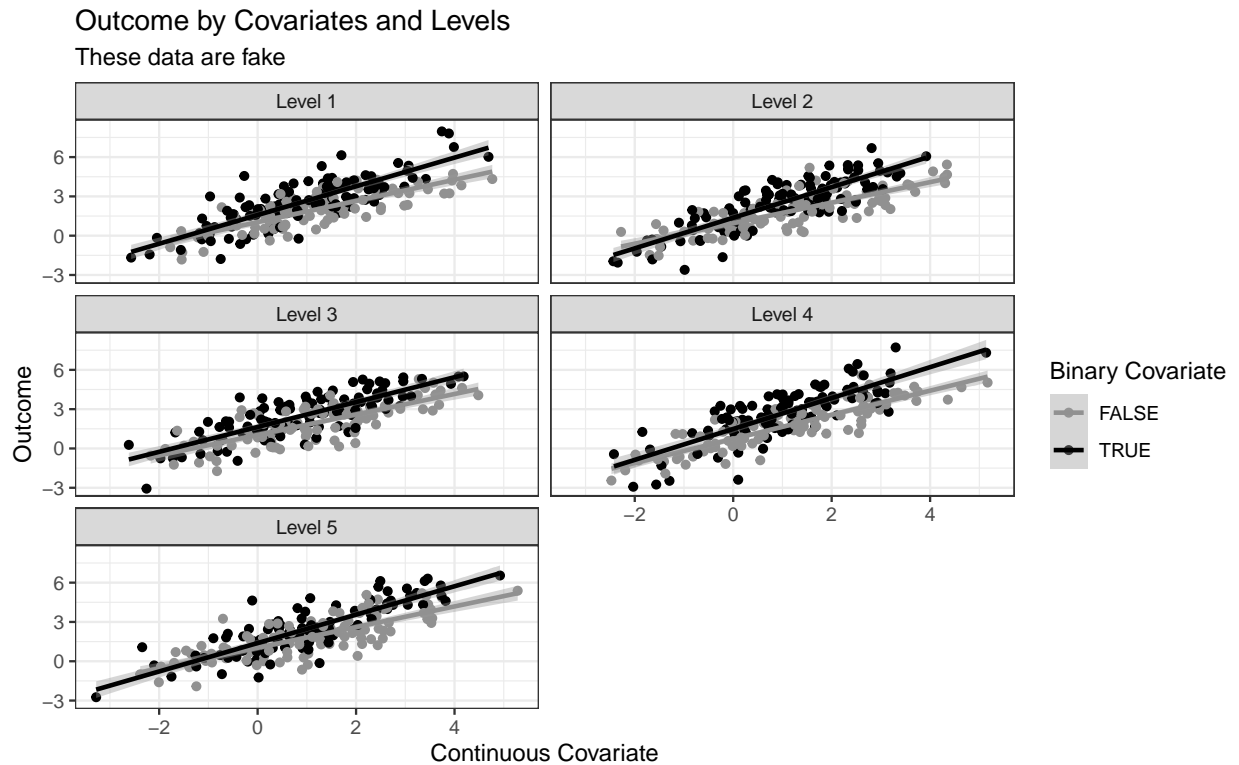 Outcome by Covariates and Levels
These data are fake
Level 1
Level 2
6
3
0
−3
Level 3
Level 4
6
3
0
−3
−2 0 2 4
Level 5
6
3
0
−3
−2 0 2 4
Outcome
Continuous Covariate
Binary Covariate
FALSE
TRUE